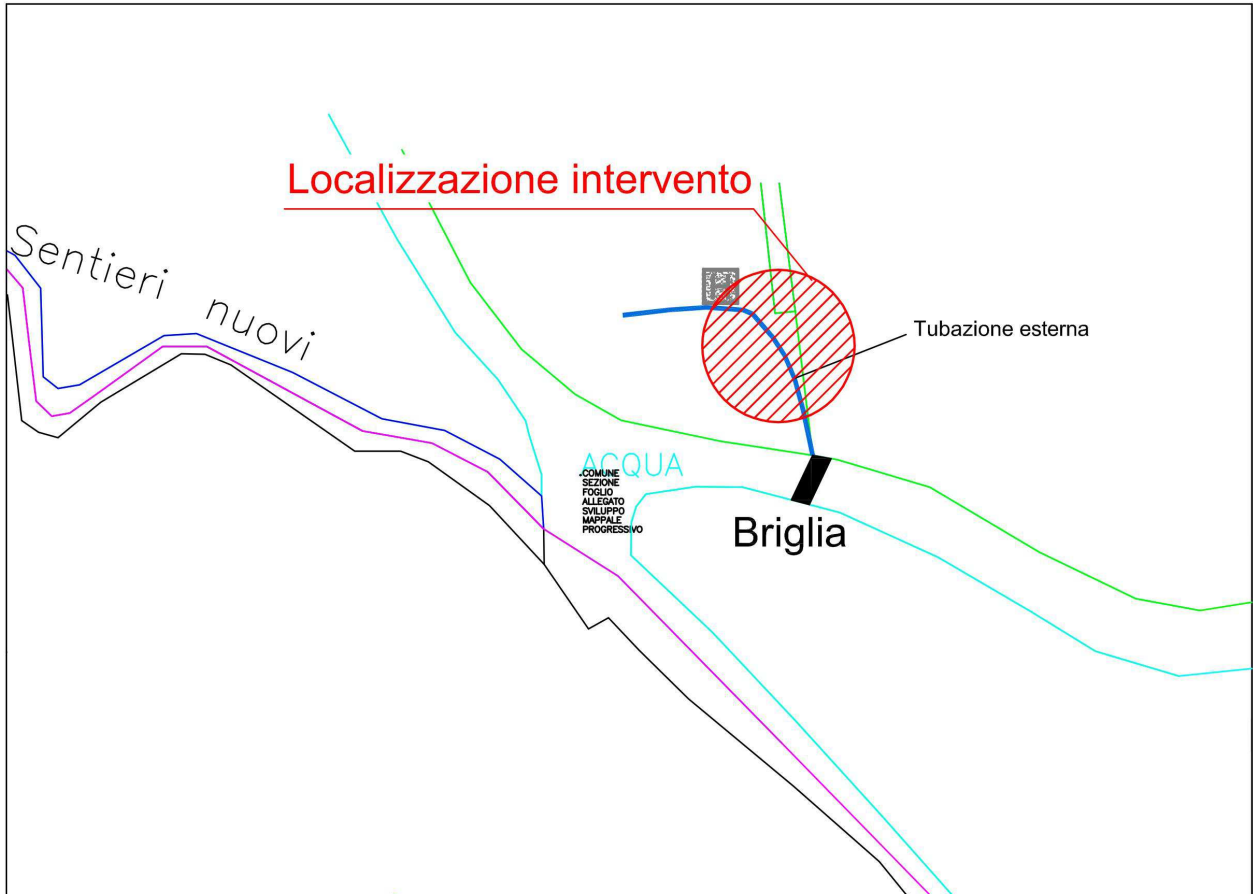 Localizzazione intervento
Sentieri nuovi
Tubazione esterna
ACQUA
.COMUNE
SEZIONE
FOGLIO
ALLEGATO
SVILUPPO
MAPPALE
PROGRESSIVO
Briglia